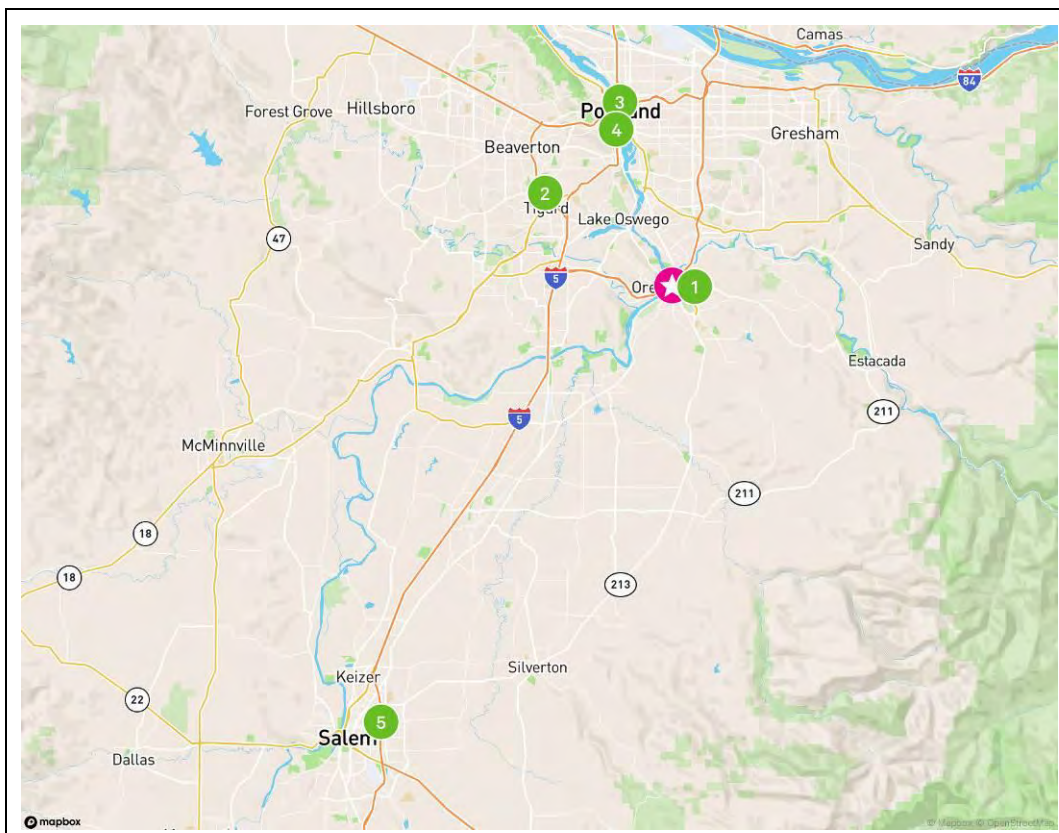 Camas
84
Forest Grove
Hillsboro
3
Portland
4
Gresham
Beaverton
2
Tigard
Lake Oswego
47
Sandy
5
Ore
1
Estacada
211
5
McMinnville
211
18
18
213
Silverton
Keizer
22
5
Salem
Dallas
mapbox
© Mapbox © OpenStreetMap